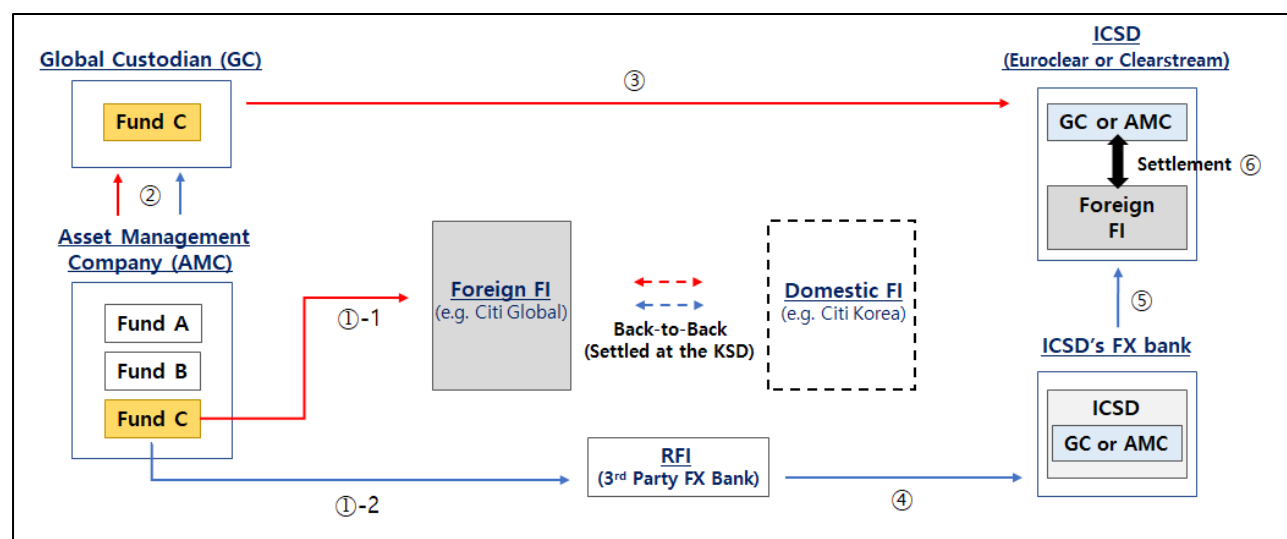 Global Custodian (GC)
Fund C
②
Asset Management
Company (AMC)
Fund A
Fund B
Fund C
①-1
①-2
③
Foreign FI
(e.g. Citi Global)
Back-to-Back
(Settled at the KSD)
Domestic FI
(e.g. Citi Korea)
RFI
(3rd Party FX Bank)
④
ICSD
(Euroclear or Clearstream)
GC or AMC
Settlement ⑥
Foreign
FI
⑤
ICSD's FX bank
ICSD
GC or AMC